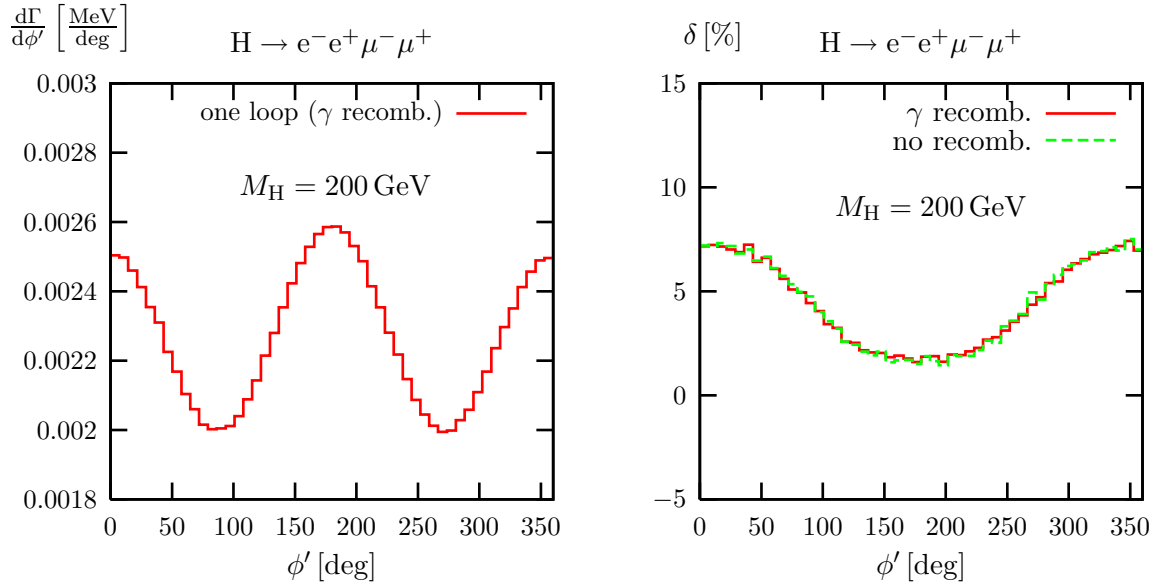 dΓ/dϕ′ [MeV/deg]
H → e⁻e⁺μ⁻μ⁺
0.003
0.0028
0.0026
0.0024
0.0022
0.002
0.0018
one loop (γ recomb.)
M_H = 200 GeV
0 50 100 150 200 250 300 350
ϕ′ [deg]
δ [%]
H → e⁻e⁺μ⁻μ⁺
15
10
5
0
−5
γ recomb.
no recomb.
M_H = 200 GeV
0 50 100 150 200 250 300 350
ϕ′ [deg]